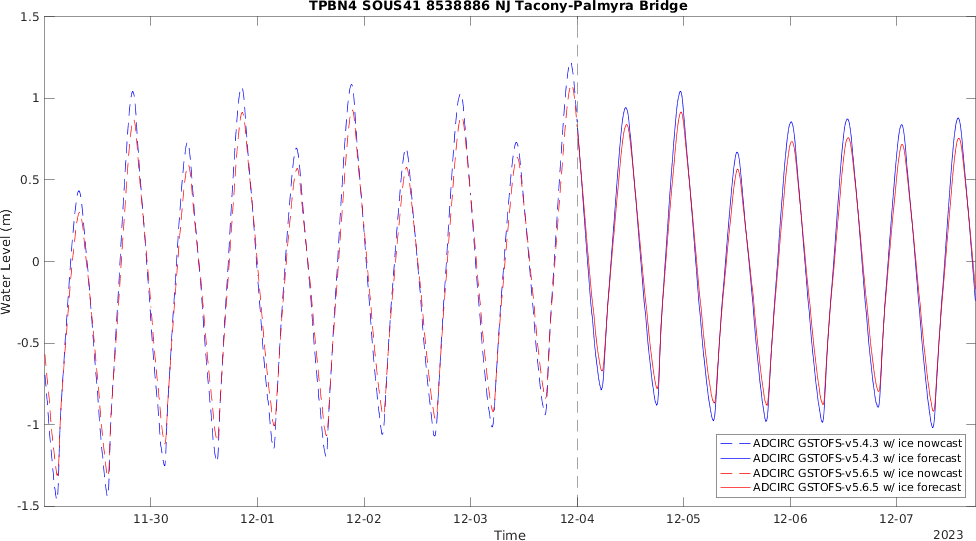 TPBN4 SOUS41 8538886 NJ Tacony-Palmyra Bridge
1.5
1
0.5
0
-0.5
-1
-1.5
Water Level (m)
11-30 12-01 12-02 12-03 12-04 12-05 12-06 12-07
Time
2023
ADCIRC GSTOFS-v5.4.3 w/ ice nowcast
ADCIRC GSTOFS-v5.4.3 w/ ice forecast
ADCIRC GSTOFS-v5.6.5 w/ ice nowcast
ADCIRC GSTOFS-v5.6.5 w/ ice forecast